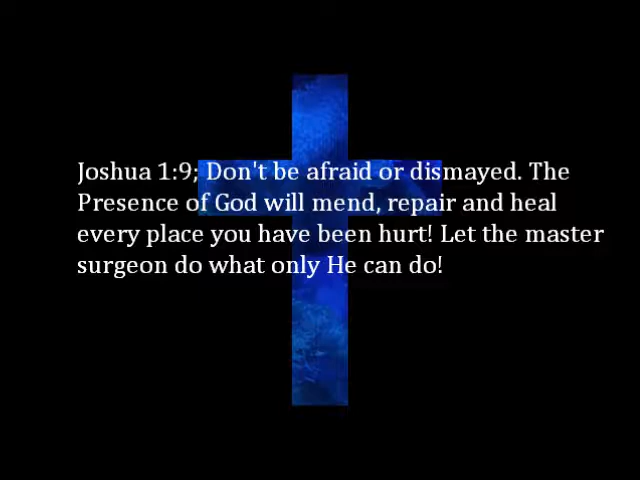 Joshua 1:9; Don't be afraid or dismayed. The
Presence of God will mend, repair and heal
every place you have been hurt! Let the master
surgeon do what only He can do!